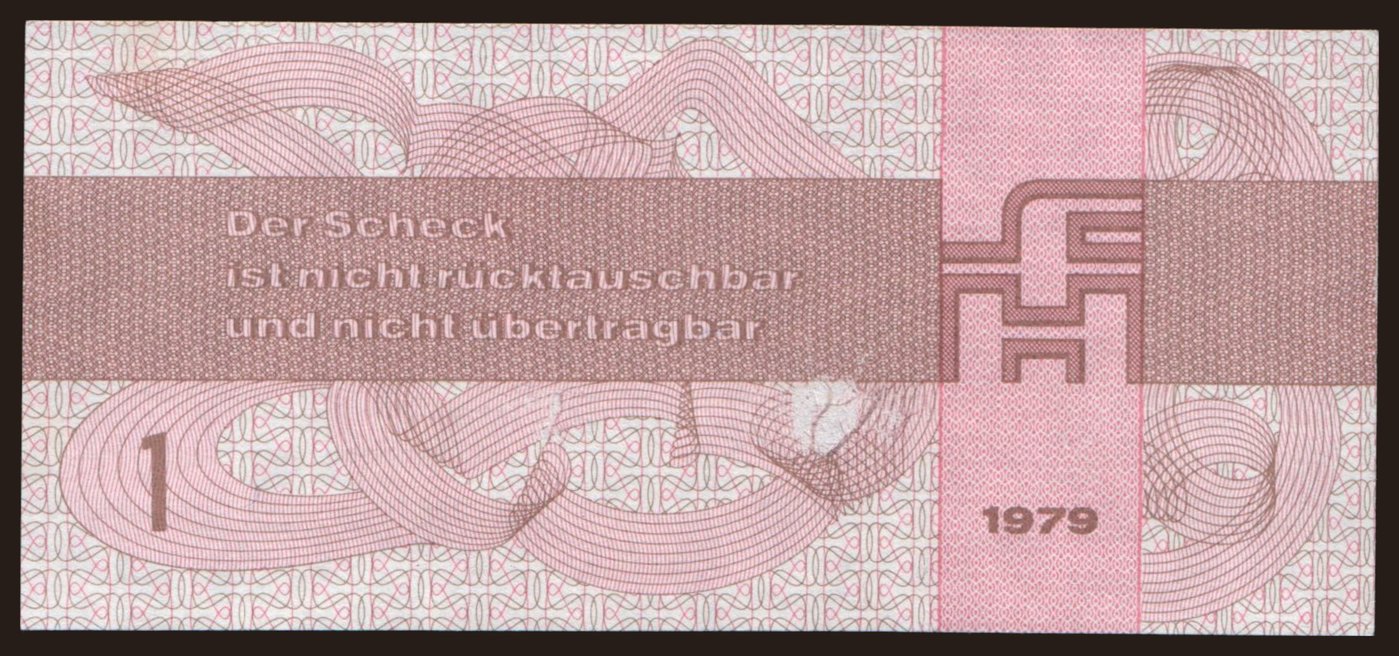 Der Scheck
ist nicht rücktauschbar
und nicht übertragbar
1
1979